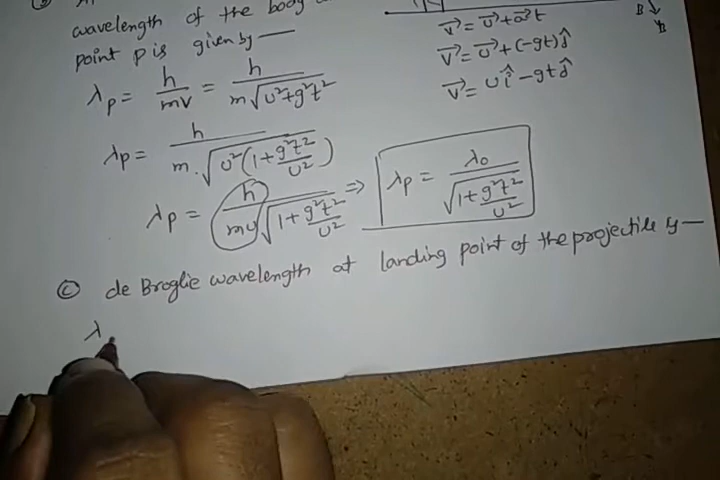 wavelength of the body
point P is given by —
λp = h/mv = h/m√(u²+g²t²)
λp = h/m.√(u²(1+g²t²/u²))
λp = h/mu√(1+g²t²/u²) ⇒ λp = λ₀/√(1+g²t²/u²)
v⃗ = u⃗ + a⃗t
v⃗ = u⃗ + (-gt)ĵ
v⃗ = uî - gtĵ
B
© de Broglie wavelength at landing point of the projectile by —
λ